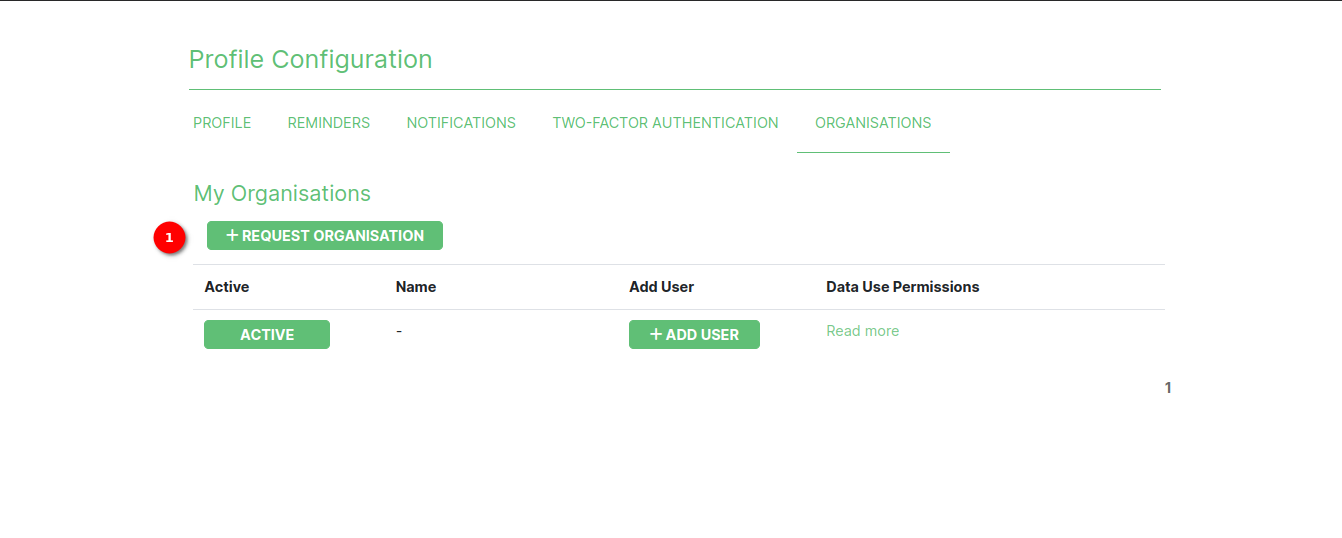 Profile Configuration
PROFILE REMINDERS NOTIFICATIONS TWO-FACTOR AUTHENTICATION ORGANISATIONS
My Organisations
1 + REQUEST ORGANISATION
Active Name Add User Data Use Permissions
ACTIVE - + ADD USER Read more
1